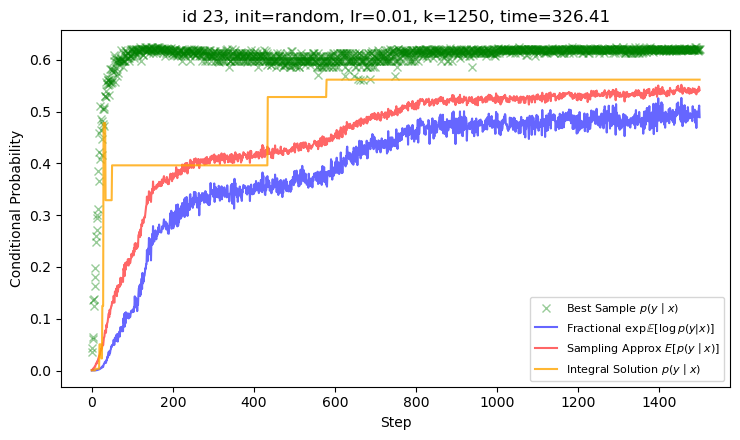 id 23, init=random, lr=0.01, k=1250, time=326.41
Conditional Probability
0.6
0.5
0.4
0.3
0.2
0.1
0.0
0 200 400 600 800 1000 1200 1400
Step
Best Sample p(y | x)
Fractional exp𝔼[log p(y|x)]
Sampling Approx E[p(y | x)]
Integral Solution p(y | x)